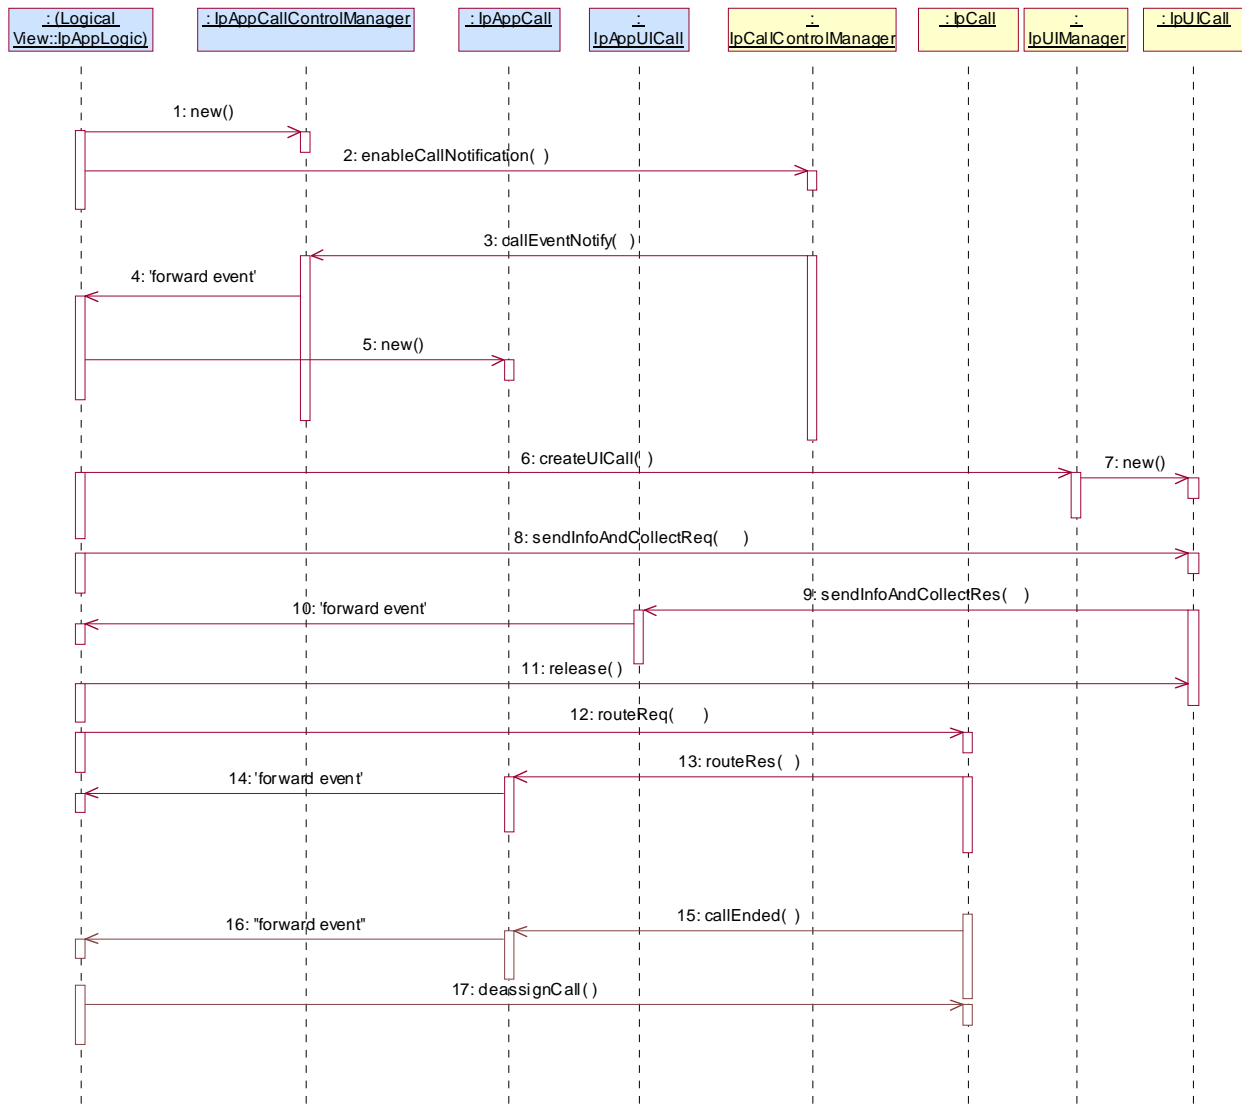 : (Logical
View::IpAppLogic)
: IpAppCallControlManager
: IpAppCall
:
IpAppUICall
:
IpCallControlManager
: IpCall
:
IpUIManager
: IpUICall
1: new()
2: enableCallNotification( )
3: callEventNotify( )
4: 'forward event'
5: new()
6: createUICall( )
7: new()
8: sendInfoAndCollectReq( )
9: sendInfoAndCollectRes( )
10: 'forward event'
11: release( )
12: routeReq( )
13: routeRes( )
14: 'forward event'
15: callEnded( )
16: "forward event"
17: deassignCall( )